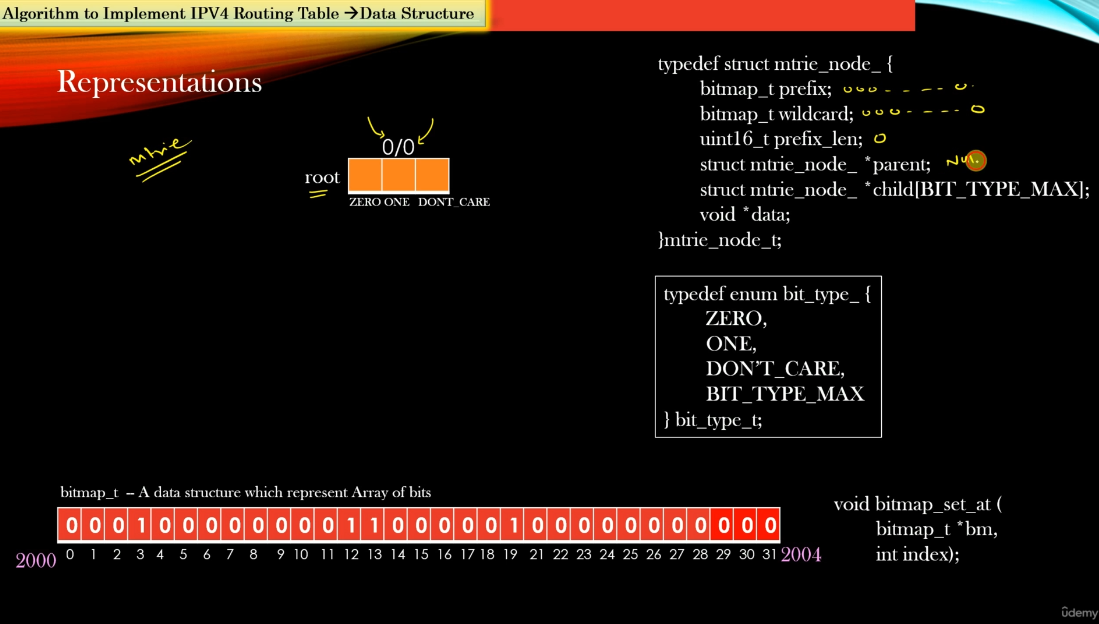 Algorithm to Implement IPV4 Routing Table →Data Structure
Representations
mtrie
0/0
root
ZERO ONE DONT_CARE
typedef struct mtrie_node_ {
bitmap_t prefix; 000 - - - - 0
bitmap_t wildcard; 000 - - - - 0
uint16_t prefix_len; 0
struct mtrie_node_ *parent;
struct mtrie_node_ *child[BIT_TYPE_MAX];
void *data;
}mtrie_node_t;
typedef enum bit_type_ {
ZERO,
ONE,
DON'T_CARE,
BIT_TYPE_MAX
} bit_type_t;
bitmap_t -- A data structure which represent Array of bits
0 0 0 1 0 0 0 0 0 0 0 0 1 1 0 0 0 0 0 1 0 0 0 0 0 0 0 0 0 0 0
2000 0 1 2 3 4 5 6 7 8 9 10 11 12 13 14 15 16 17 18 19 21 22 23 24 25 26 27 28 29 30 31 2004
void bitmap_set_at (
bitmap_t *bm,
int index);
ûdemy